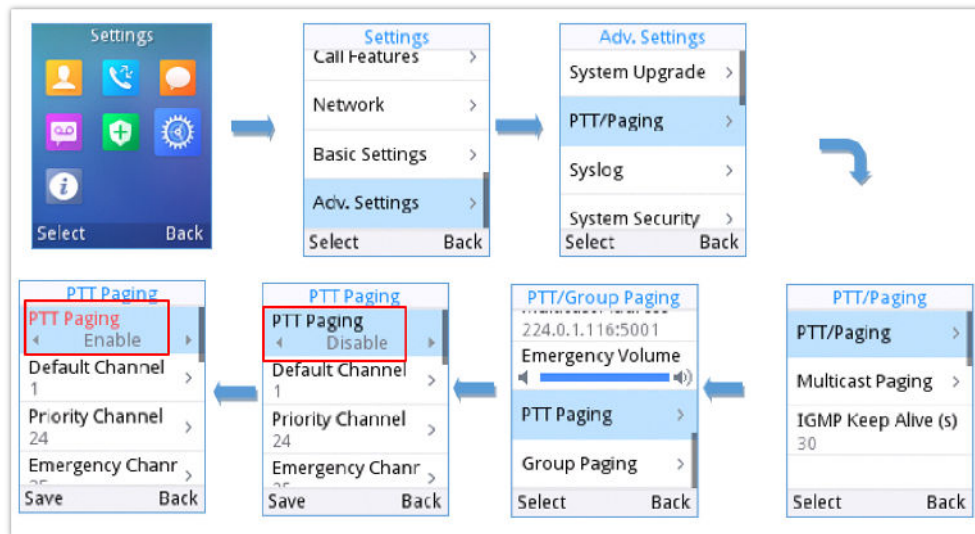 Settings
Select Back
Settings
Call Features
Network
Basic Settings
Adv. Settings
Select Back
Adv. Settings
System Upgrade
PTT/Paging
Syslog
System Security
Select Back
PTT/Paging
PTT/Paging
Multicast Paging
IGMP Keep Alive (s)
30
Select Back
PTT/Group Paging
224.0.1.116:5001
Emergency Volume
PTT Paging
Group Paging
Select Back
PTT Paging
PTT Paging
Disable
Default Channel
1
Priority Channel
24
Emergency Chanr
Save Back
PTT Paging
PTT Paging
Enable
Default Channel
1
Priority Channel
24
Emergency Chanr
Save Back